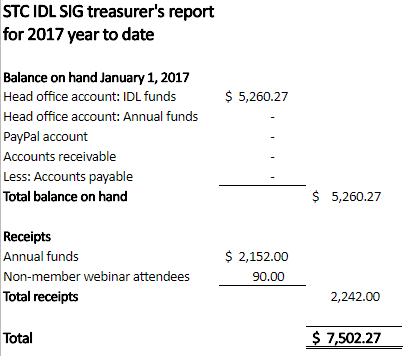 STC IDL SIG treasurer's report
for 2017 year to date
Balance on hand January 1, 2017
Head office account: IDL funds $ 5,260.27
Head office account: Annual funds -
PayPal account -
Accounts receivable -
Less: Accounts payable -
Total balance on hand $ 5,260.27
Receipts
Annual funds $ 2,152.00
Non-member webinar attendees 90.00
Total receipts 2,242.00
Total $ 7,502.27